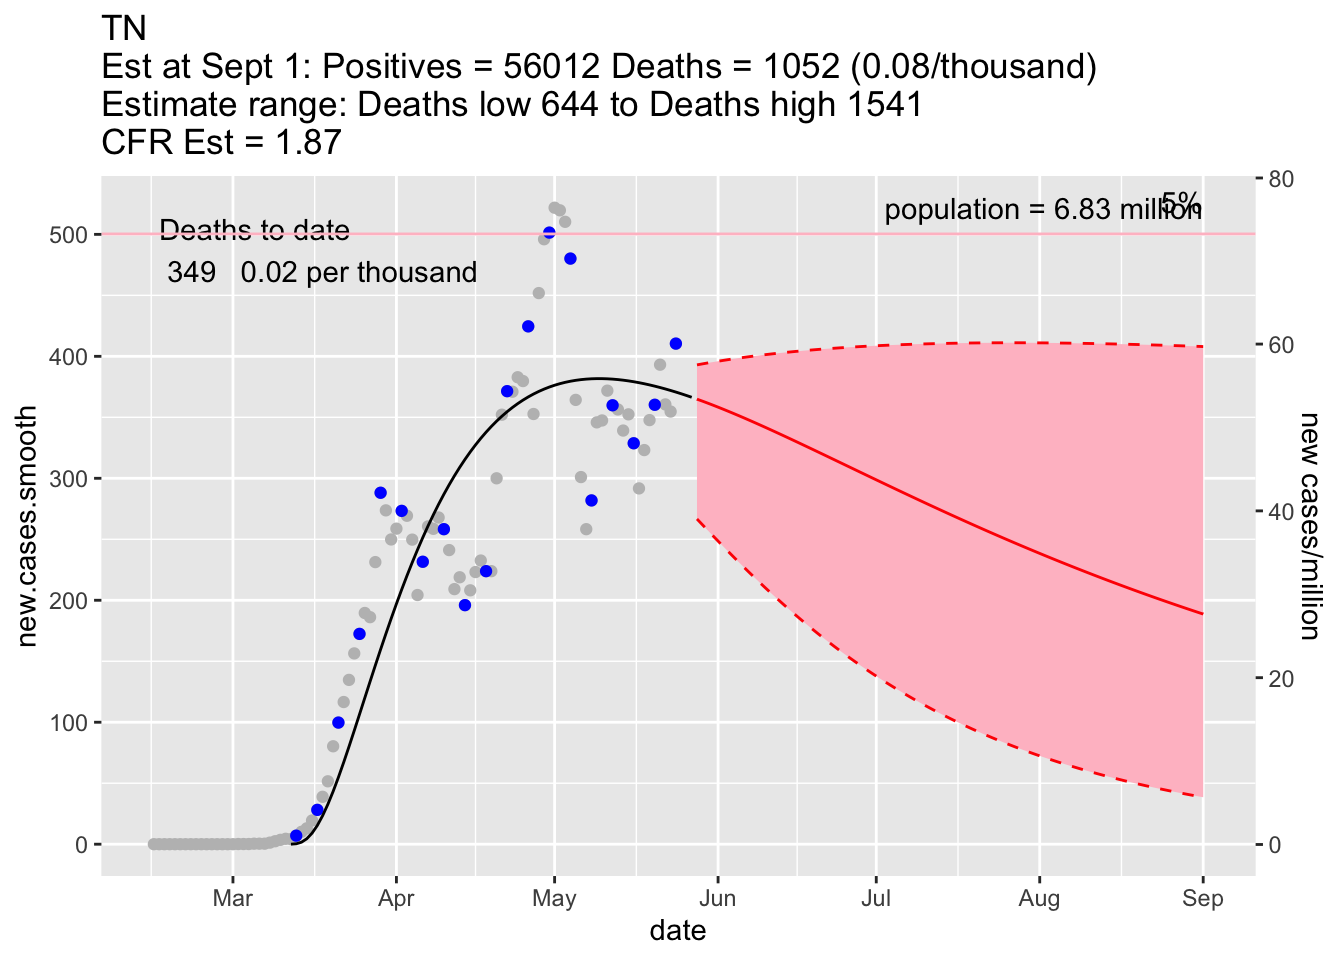 TN
Est at Sept 1: Positives = 56012 Deaths = 1052 (0.08/thousand)
Estimate range: Deaths low 644 to Deaths high 1541
CFR Est = 1.87
Deaths to date
349 0.02 per thousand
population = 6.83 million
5%
500
400
300
200
100
0
new.cases.smooth
80
60
40
20
0
new cases/million
Mar Apr May Jun Jul Aug Sep
date